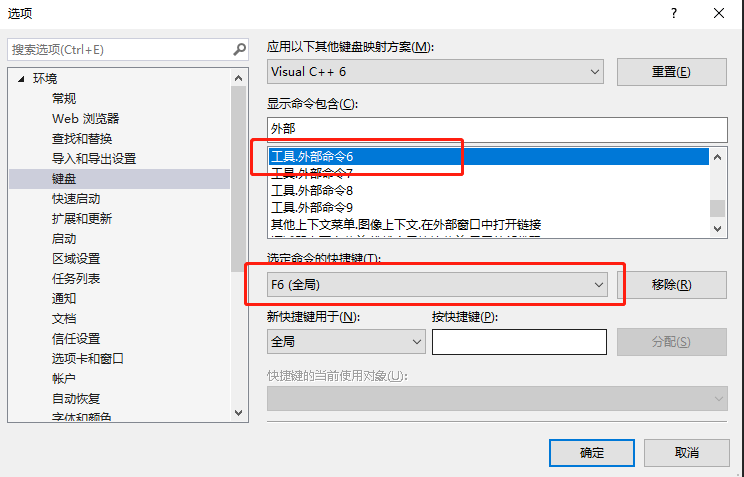 选项
?
搜索选项(Ctrl+E)
环境
常规
Web 浏览器
查找和替换
导入和导出设置
键盘
快速启动
扩展和更新
启动
区域设置
任务列表
通知
文档
信任设置
选项卡和窗口
帐户
自动恢复
字体和颜色
应用以下其他键盘映射方案(M):
Visual C++ 6
重置(E)
显示命令包含(C):
外部
工具.外部命令6
工具.外部命令7
工具.外部命令8
工具.外部命令9
其他上下文菜单.图像上下文.在外部窗口中打开链接
选定命令的快捷键(T):
F6 (全局)
移除(R)
新快捷键用于(N):
按快捷键(P):
全局
分配(S)
快捷键的当前使用对象(U):
确定
取消